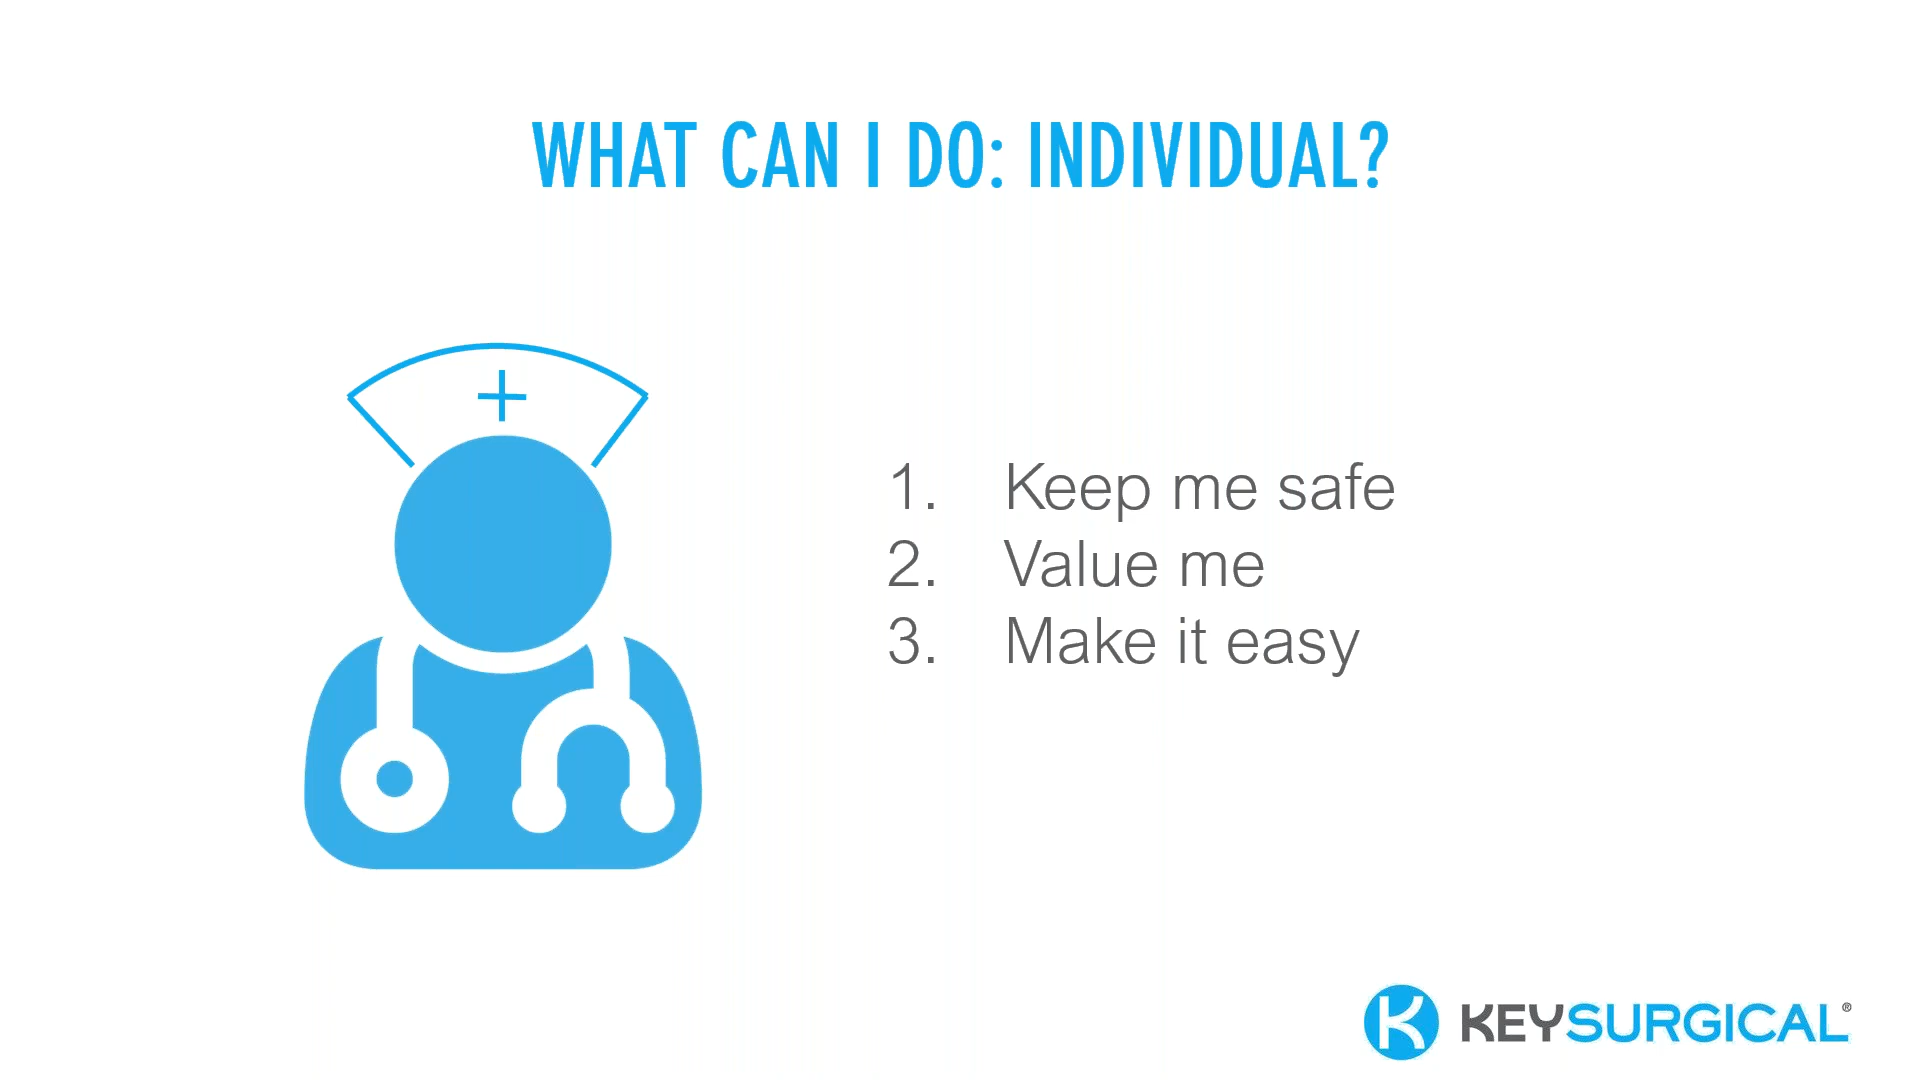 WHAT CAN I DO: INDIVIDUAL?
1. Keep me safe
2. Value me
3. Make it easy
K KEYSURGICAL®